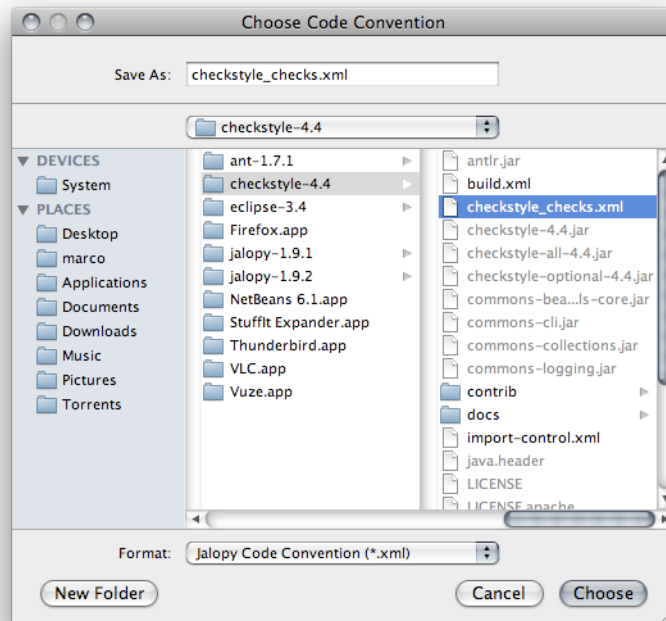 Choose Code Convention
Save As: checkstyle_checks.xml
checkstyle-4.4
DEVICES
System
PLACES
Desktop
marco
Applications
Documents
Downloads
Music
Pictures
Torrents
ant-1.7.1
checkstyle-4.4
eclipse-3.4
Firefox.app
jalopy-1.9.1
jalopy-1.9.2
NetBeans 6.1.app
StuffIt Expander.app
Thunderbird.app
VLC.app
Vuze.app
antlr.jar
build.xml
checkstyle_checks.xml
checkstyle-4.4.jar
checkstyle-all-4.4.jar
checkstyle-optional-4.4.jar
commons-bea...ls-core.jar
commons-cli.jar
commons-collections.jar
commons-logging.jar
contrib
docs
import-control.xml
java.header
LICENSE
LICENSE.apache
Format: Jalopy Code Convention (*.xml)
New Folder Cancel Choose